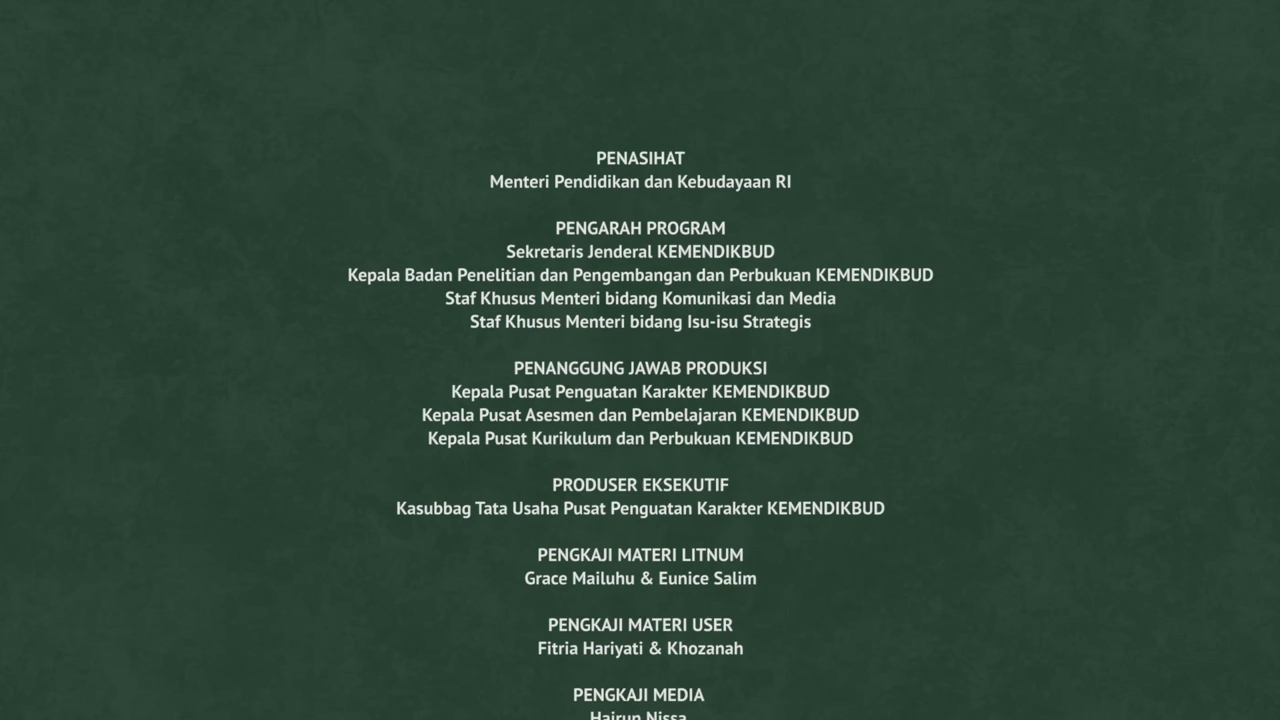 PENASIHAT
Menteri Pendidikan dan Kebudayaan RI
PENGARAH PROGRAM
Sekretaris Jenderal KEMENDIKBUD
Kepala Badan Penelitian dan Pengembangan dan Perbukuan KEMENDIKBUD
Staf Khusus Menteri bidang Komunikasi dan Media
Staf Khusus Menteri bidang Isu-isu Strategis
PENANGGUNG JAWAB PRODUKSI
Kepala Pusat Penguatan Karakter KEMENDIKBUD
Kepala Pusat Asesmen dan Pembelajaran KEMENDIKBUD
Kepala Pusat Kurikulum dan Perbukuan KEMENDIKBUD
PRODUSER EKSEKUTIF
Kasubbag Tata Usaha Pusat Penguatan Karakter KEMENDIKBUD
PENGKAJI MATERI LITNUM
Grace Mailuhu & Eunice Salim
PENGKAJI MATERI USER
Fitria Hariyati & Khozanah
PENGKAJI MEDIA
Hairun Nissa